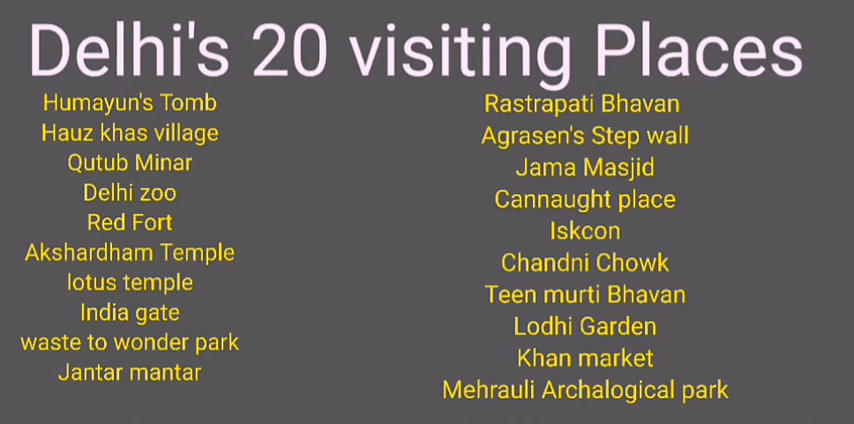 Delhi's 20 visiting Places
Humayun's Tomb
Hauz khas village
Qutub Minar
Delhi zoo
Red Fort
Akshardham Temple
lotus temple
India gate
waste to wonder park
Jantar mantar
Rastrapati Bhavan
Agrasen's Step wall
Jama Masjid
Cannaught place
Iskcon
Chandni Chowk
Teen murti Bhavan
Lodhi Garden
Khan market
Mehrauli Archalogical park